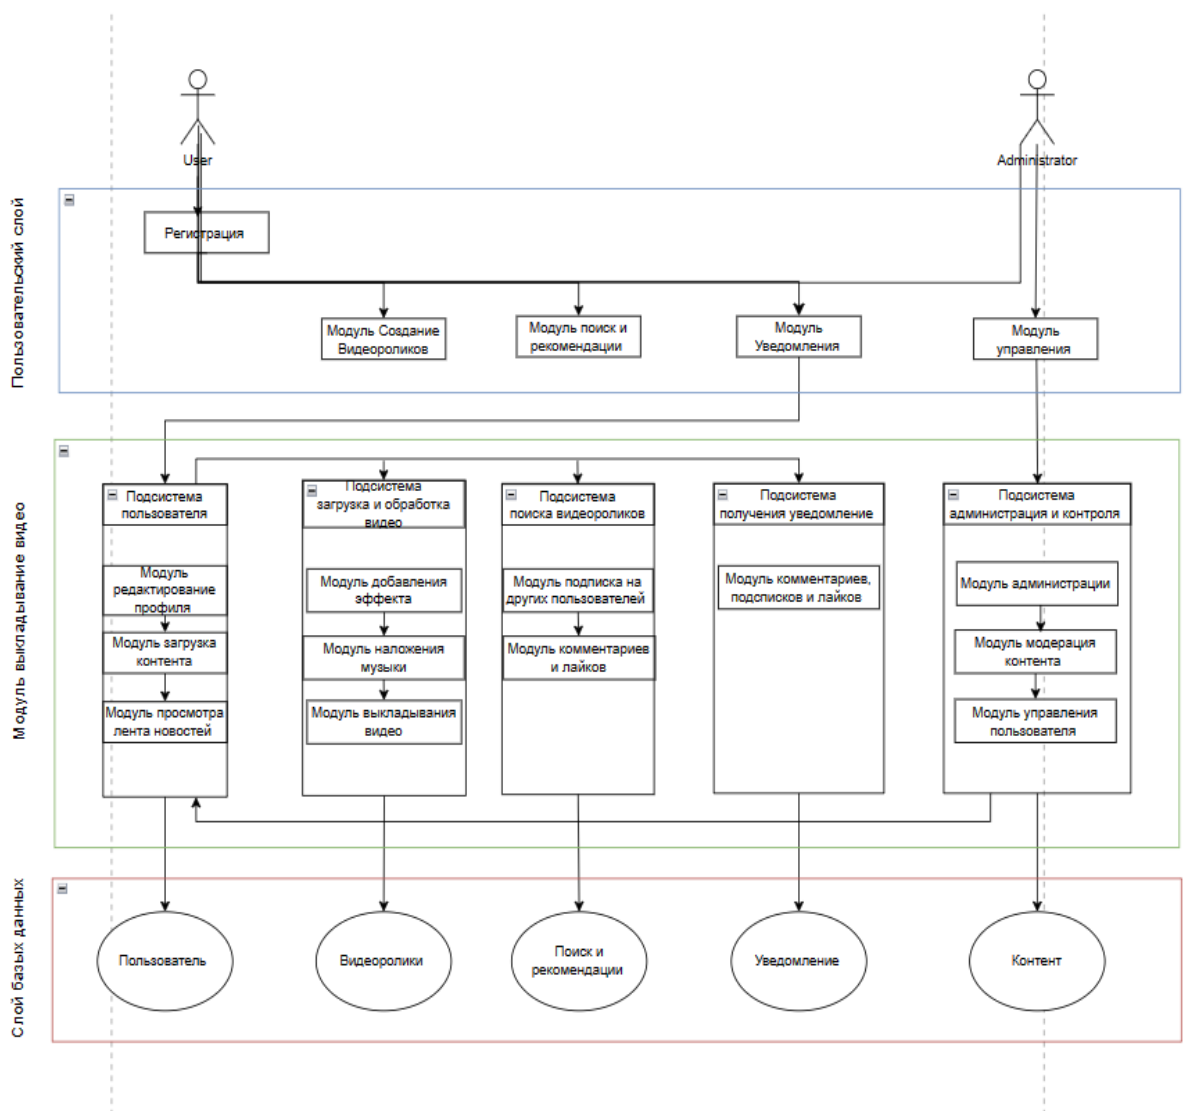 User
Administrator
Пользовательский слой
Регистрация
Модуль Создание
Видеороликов
Модуль поиск и
рекомендации
Модуль
Уведомления
Модуль
управления
Модуль выкладывание видео
Подсистема
пользователя
Модуль
редактирование
профиля
Модуль загрузка
контента
Модуль просмотра
лента новостей
Подсистема
загрузка и обработка
видео
Модуль добавления
эффекта
Модуль наложения
музыки
Модуль выкладывания
видео
Подсистема
поиска видеороликов
Модуль подписка на
других пользователей
Модуль комментариев
и лайков
Подсистема
получения уведомление
Модуль комментариев,
подсписков и лайков
Подсистема
администрация и контроля
Модуль администрации
Модуль модерация
контента
Модуль управления
пользователя
Слой базых данных
Пользователь
Видеоролики
Поиск и
рекомендации
Уведомление
Контент